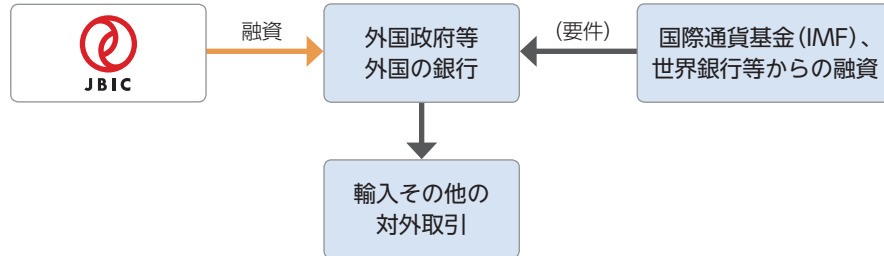 JBIC
融資
外国政府等
外国の銀行
(要件)
国際通貨基金(IMF)、
世界銀行等からの融資
輸入その他の
対外取引